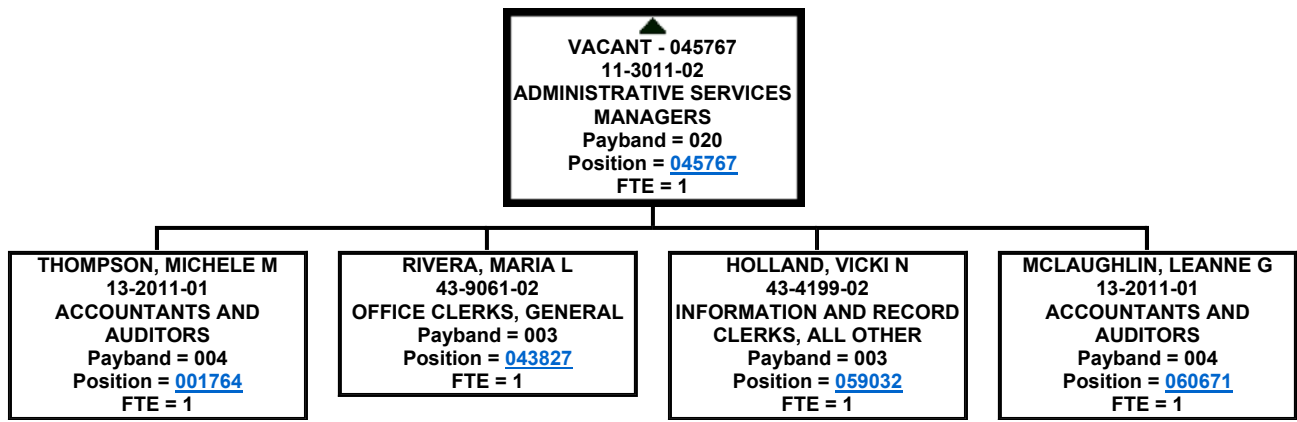 VACANT - 045767
11-3011-02
ADMINISTRATIVE SERVICES
MANAGERS
Payband = 020
Position = 045767
FTE = 1
THOMPSON, MICHELE M
13-2011-01
ACCOUNTANTS AND
AUDITORS
Payband = 004
Position = 001764
FTE = 1
RIVERA, MARIA L
43-9061-02
OFFICE CLERKS, GENERAL
Payband = 003
Position = 043827
FTE = 1
HOLLAND, VICKI N
43-4199-02
INFORMATION AND RECORD
CLERKS, ALL OTHER
Payband = 003
Position = 059032
FTE = 1
MCLAUGHLIN, LEANNE G
13-2011-01
ACCOUNTANTS AND
AUDITORS
Payband = 004
Position = 060671
FTE = 1